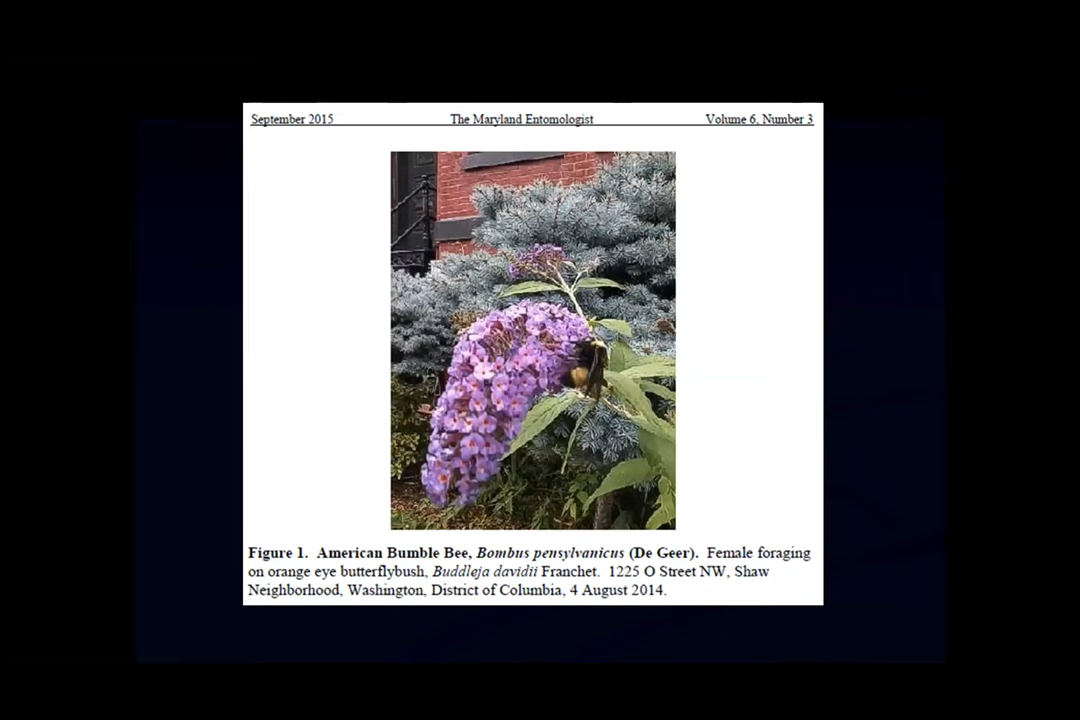 September 2015 The Maryland Entomologist Volume 6, Number 3
Figure 1. American Bumble Bee, Bombus pensylvanicus (De Geer). Female foraging
on orange eye butterflybush, Buddleja davidii Franchet. 1225 O Street NW, Shaw
Neighborhood, Washington, District of Columbia, 4 August 2014.